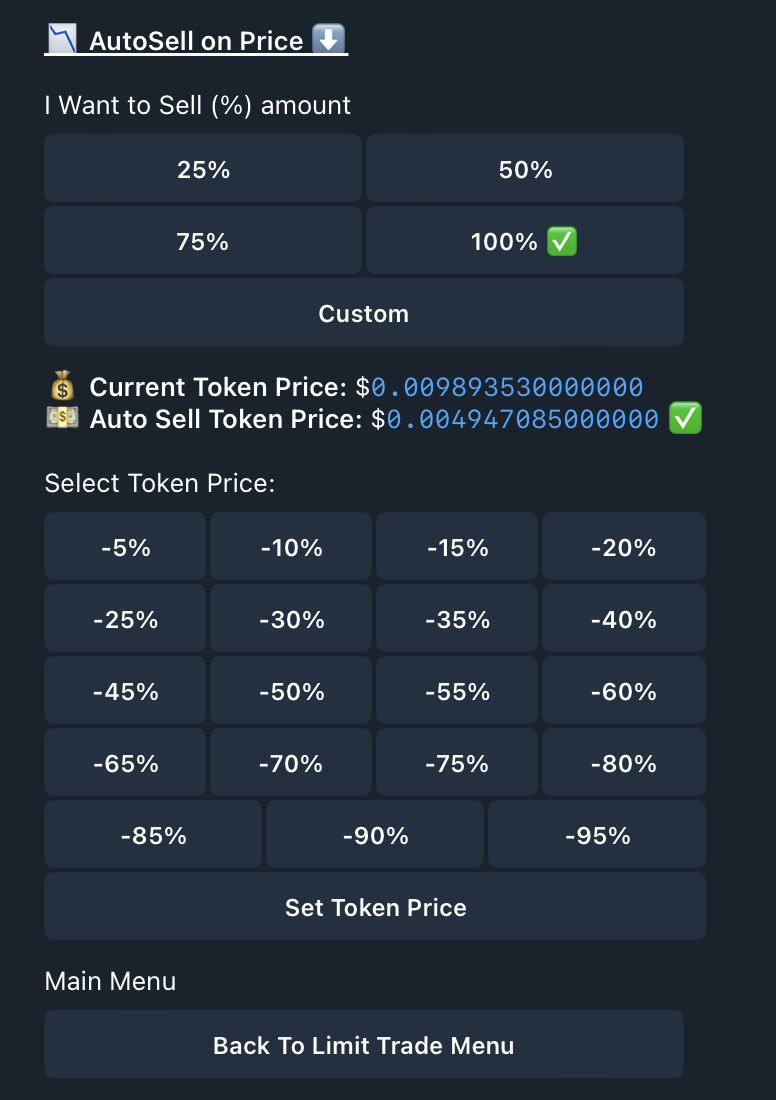 📉 AutoSell on Price ⬇️
I Want to Sell (%) amount
25% 50%
75% 100% ✅
Custom
💰 Current Token Price: $0.009893530000000
💵 Auto Sell Token Price: $0.004947085000000 ✅
Select Token Price:
-5% -10% -15% -20%
-25% -30% -35% -40%
-45% -50% -55% -60%
-65% -70% -75% -80%
-85% -90% -95%
Set Token Price
Main Menu
Back To Limit Trade Menu